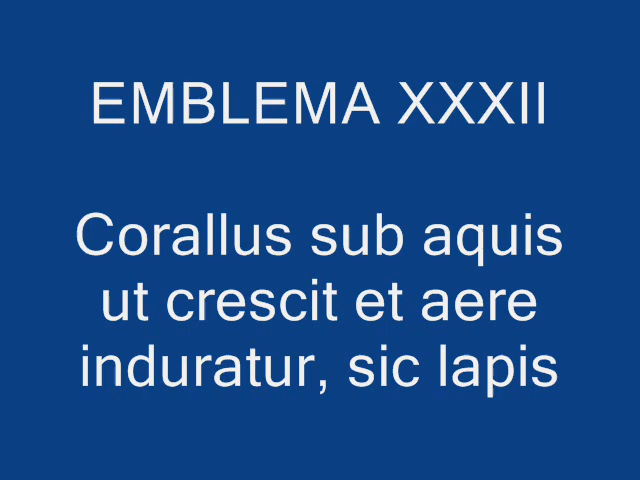 EMBLEMA XXXII
Corallus sub aquis
ut crescit et aere
induratur, sic lapis